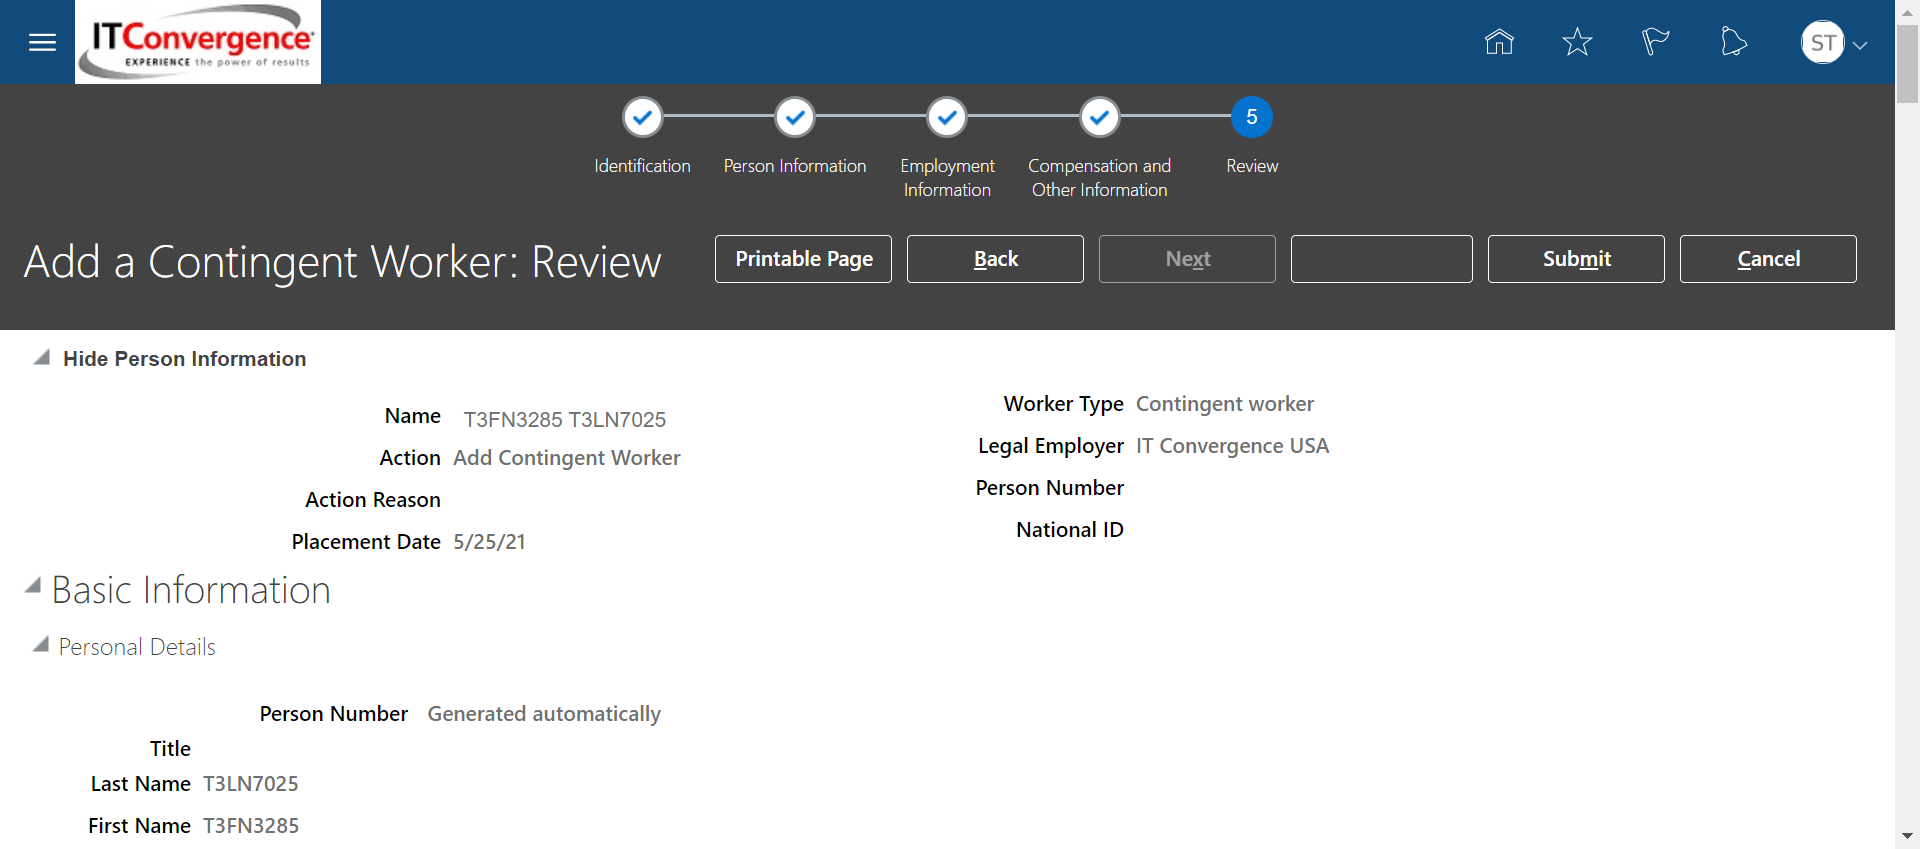 ITConvergence
EXPERIENCE the power of results
ST
5
Identification
Person Information
Employment
Information
Compensation and
Other Information
Review
Add a Contingent Worker: Review
Printable Page
Back
Next
Submit
Cancel
Hide Person Information
Name T3FN3285 T3LN7025
Action Add Contingent Worker
Action Reason
Placement Date 5/25/21
Worker Type Contingent worker
Legal Employer IT Convergence USA
Person Number
National ID
Basic Information
Personal Details
Person Number Generated automatically
Title
Last Name T3LN7025
First Name T3FN3285